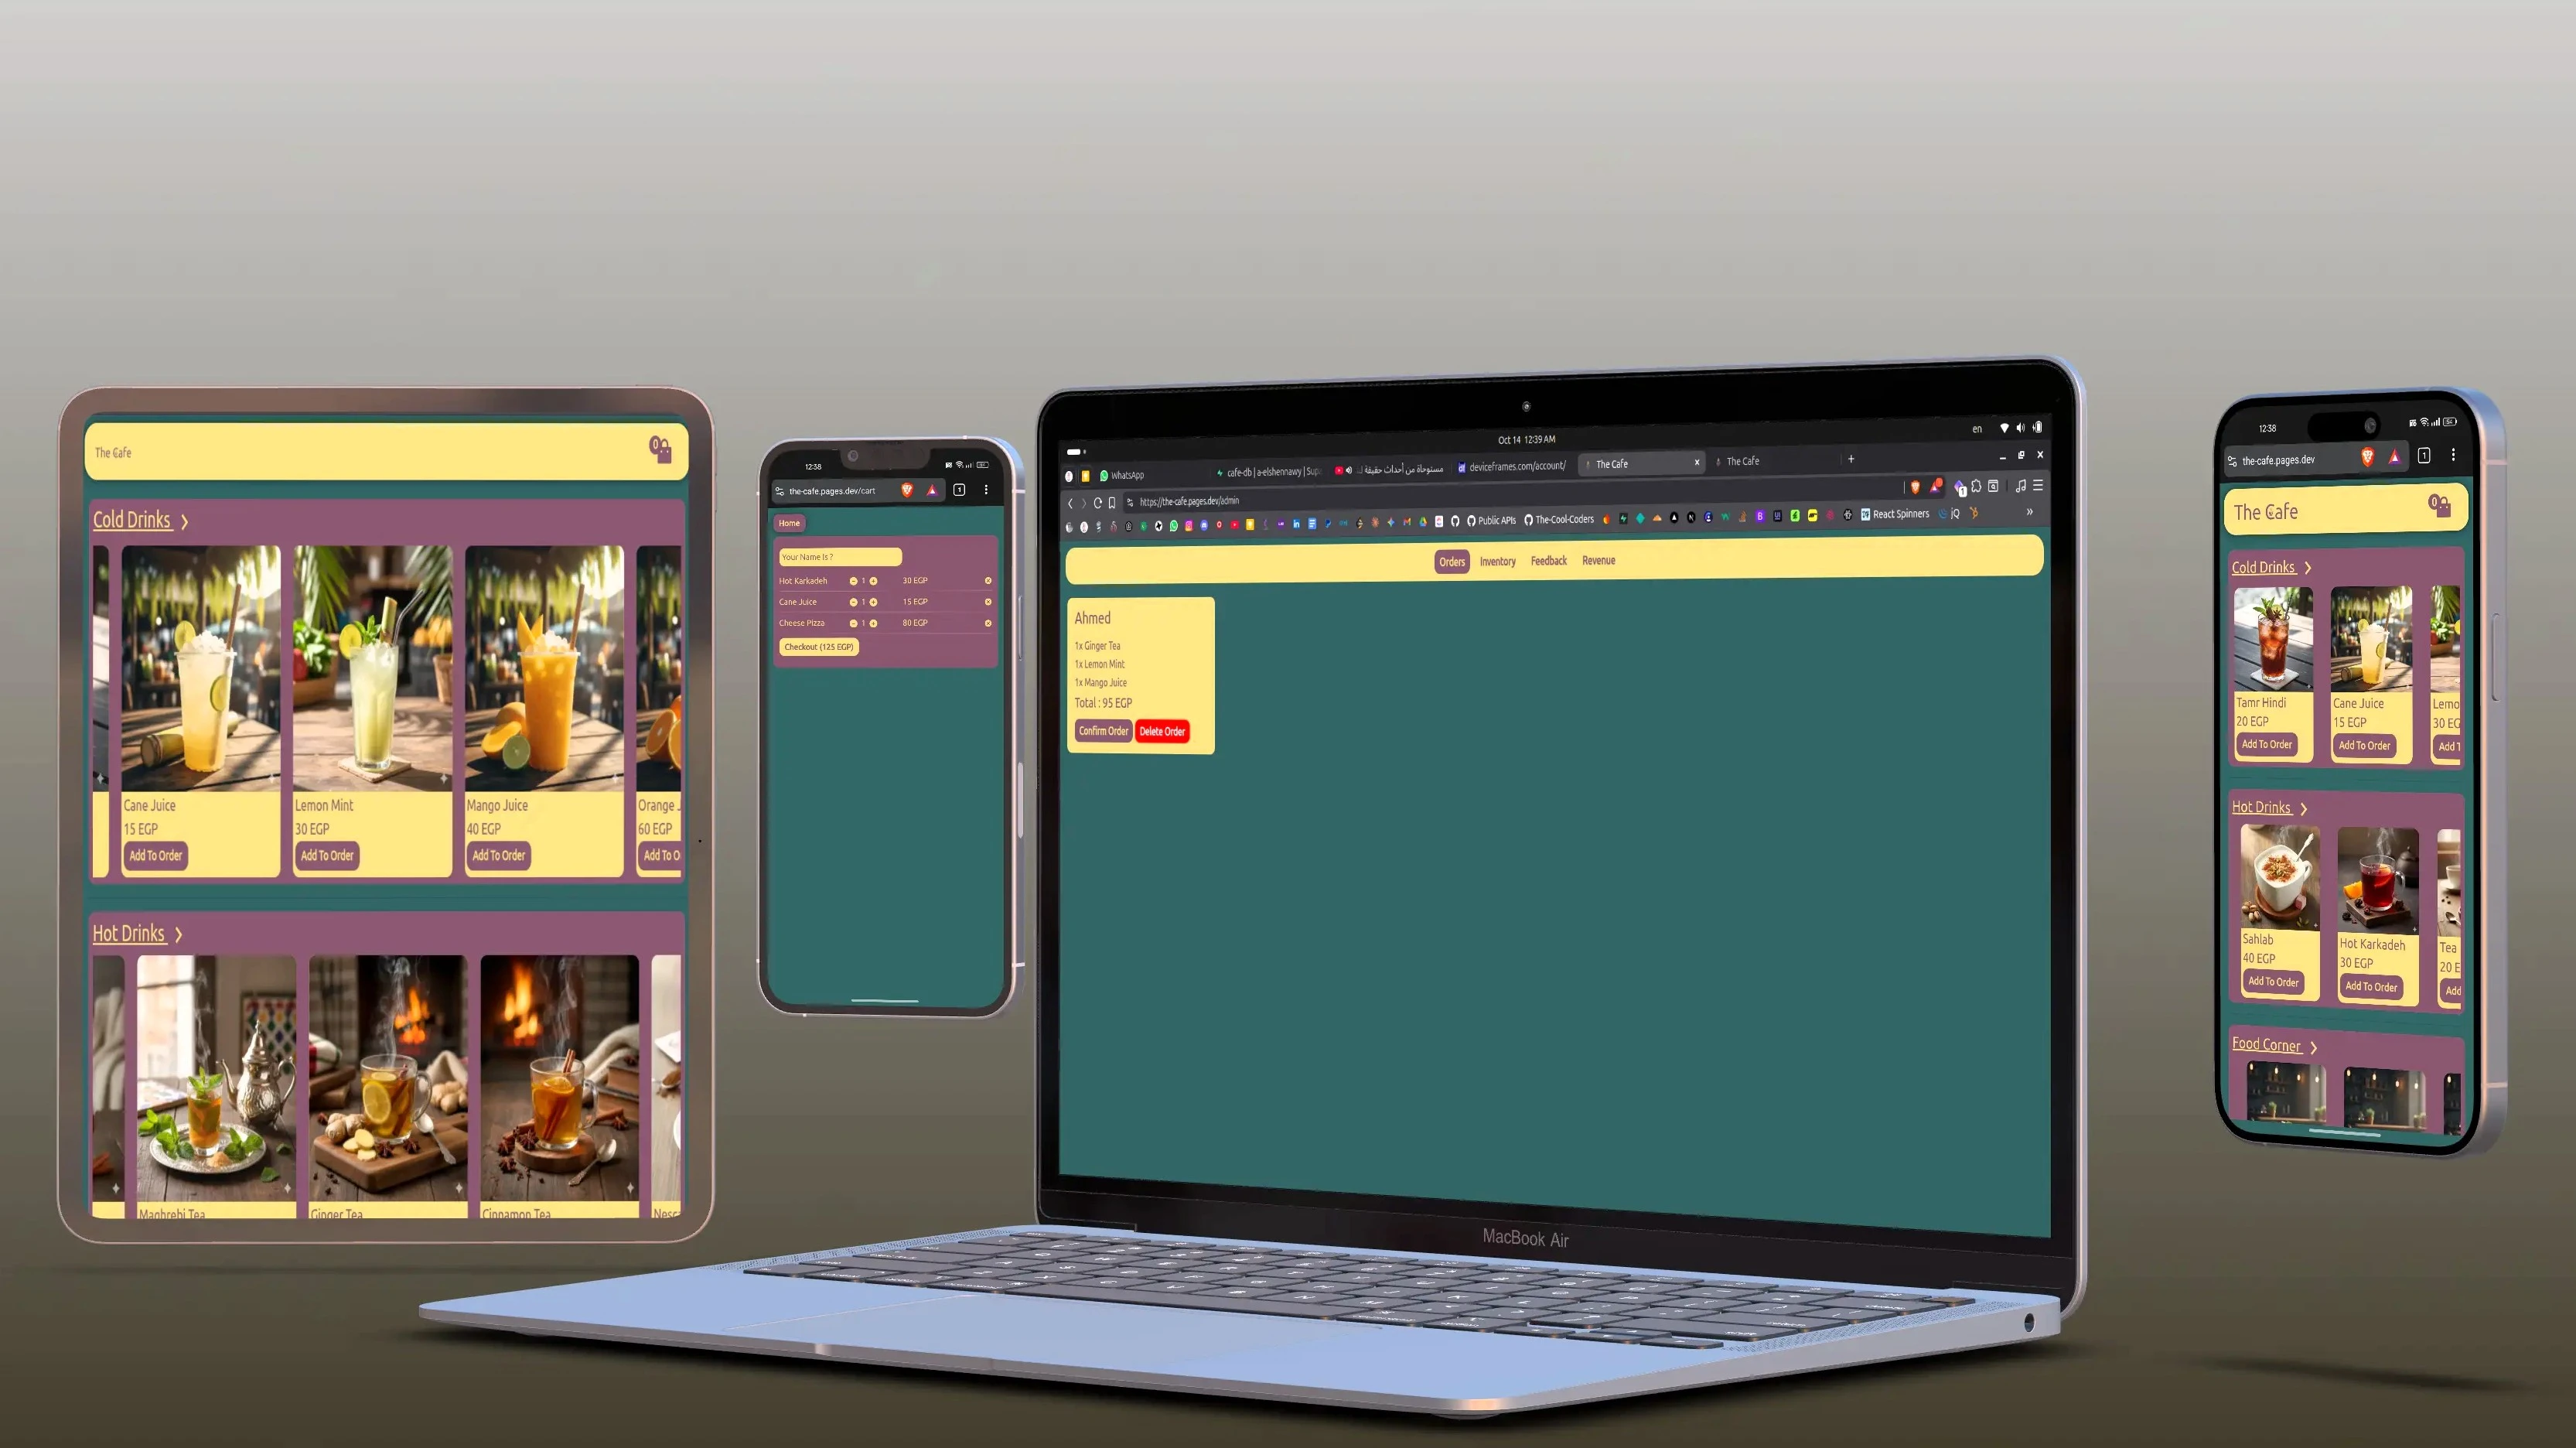 The Cafe
0
Cold Drinks >
Cane Juice
15 EGP
Add To Order
Lemon Mint
30 EGP
Add To Order
Mango Juice
40 EGP
Add To Order
Orange
60 EGP
Add To O
Hot Drinks >
Maghrebi Tea
Ginger Tea
Cinnamon Tea
Nesc
12:38
the-cafe.pages.dev/cart
1
Home
Your Name Is ?
Hot Karkadeh 1 30 EGP
Cane Juice 1 15 EGP
Cheese Pizza 1 80 EGP
Checkout (125 EGP)
Oct 14 12:39 AM
en
WhatsApp
cafe-db | a-elshennawy | Sup
مستوحاة من أحداث حقيقة
deviceframes.com/account/
The Cafe
The Cafe
https://the-cafe.pages.dev/admin
1
Public APIs
The-Cool-Coders
React Spinners
jQ
Orders Inventory Feedback Revenue
Ahmed
1x Ginger Tea
1x Lemon Mint
1x Mango Juice
Total : 95 EGP
Confirm Order Delete Order
MacBook Air
12:38
the-cafe.pages.dev
1
The Cafe
0
Cold Drinks >
Tamr Hindi
20 EGP
Add To Order
Cane Juice
15 EGP
Add To Order
Lemo
30 EG
Add T
Hot Drinks >
Sahlab
40 EGP
Add To Order
Hot Karkadeh
30 EGP
Add To Order
Tea
20 E
Add
Food Corner >